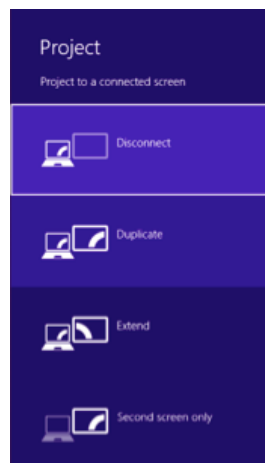 Project
Project to a connected screen
Disconnect
Duplicate
Extend
Second screen only